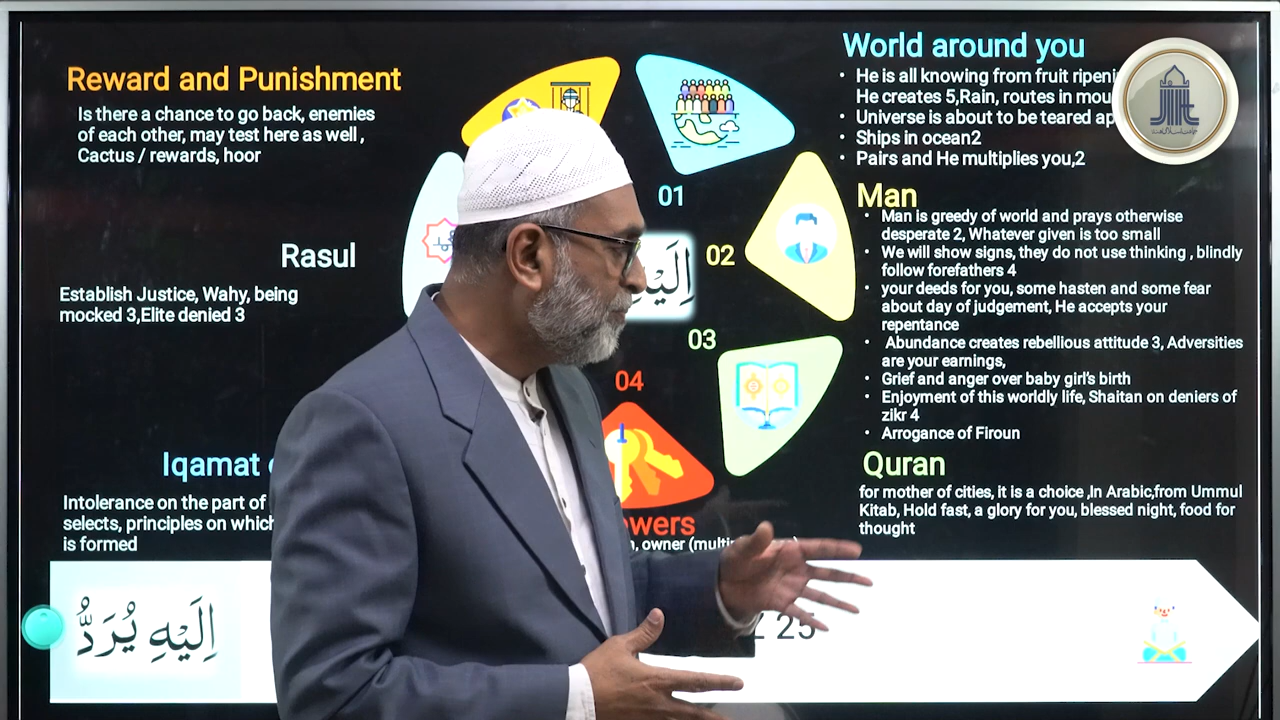 Reward and Punishment
Is there a chance to go back, enemies
of each other, may test here as well ,
Cactus / rewards, hoor
Rasul
Establish Justice, Wahy, being
mocked 3,Elite denied 3
Iqamat
Intolerance on the part of
selects, principles on which
is formed
01
02
03
04
owner
World around you
• He is all knowing from fruit
He creates 5,Rain, routes in
• Universe is about to be teared
• Ships in ocean2
• Pairs and He multiplies you,2
Man
• Man is greedy of world and prays otherwise
desperate 2, Whatever given is too small
• We will show signs, they do not use thinking , blindly
follow forefathers 4
• your deeds for you, some hasten and some fear
about day of judgement, He accepts your
repentance
• Abundance creates rebellious attitude 3, Adversities
are your earnings,
• Grief and anger over baby girl’s birth
• Enjoyment of this worldly life, Shaitan on deniers of
zikr 4
• Arrogance of Firoun
Quran
for mother of cities, it is a choice ,In Arabic,from Ummul
Kitab, Hold fast, a glory for you, blessed night, food for
thought
اِلَيْهِ يُرَدُّ
25